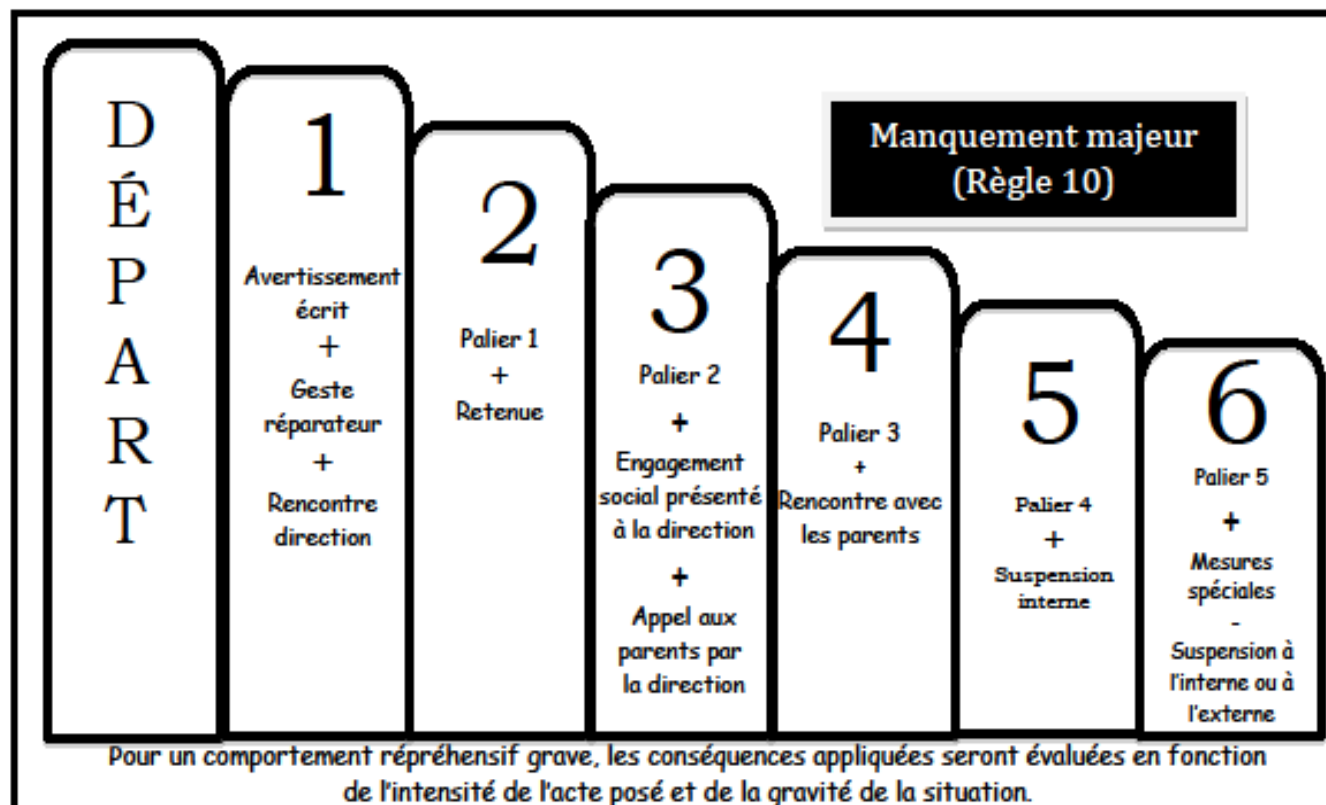 DÉPART
1
Avertissement
écrit
+
Geste
réparateur
+
Rencontre
direction
2
Palier 1
+
Retenue
3
Palier 2
+
Engagement
social présenté
à la direction
+
Appel aux
parents par
la direction
4
Palier 3
+
Rencontre avec
les parents
5
Palier 4
+
Suspension
interne
6
Palier 5
+
Mesures
spéciales
-
Suspension à
l'interne ou à
l'externe
Manquement majeur
(Règle 10)
Pour un comportement répréhensif grave, les conséquences appliquées seront évaluées en fonction
de l'intensité de l'acte posé et de la gravité de la situation.